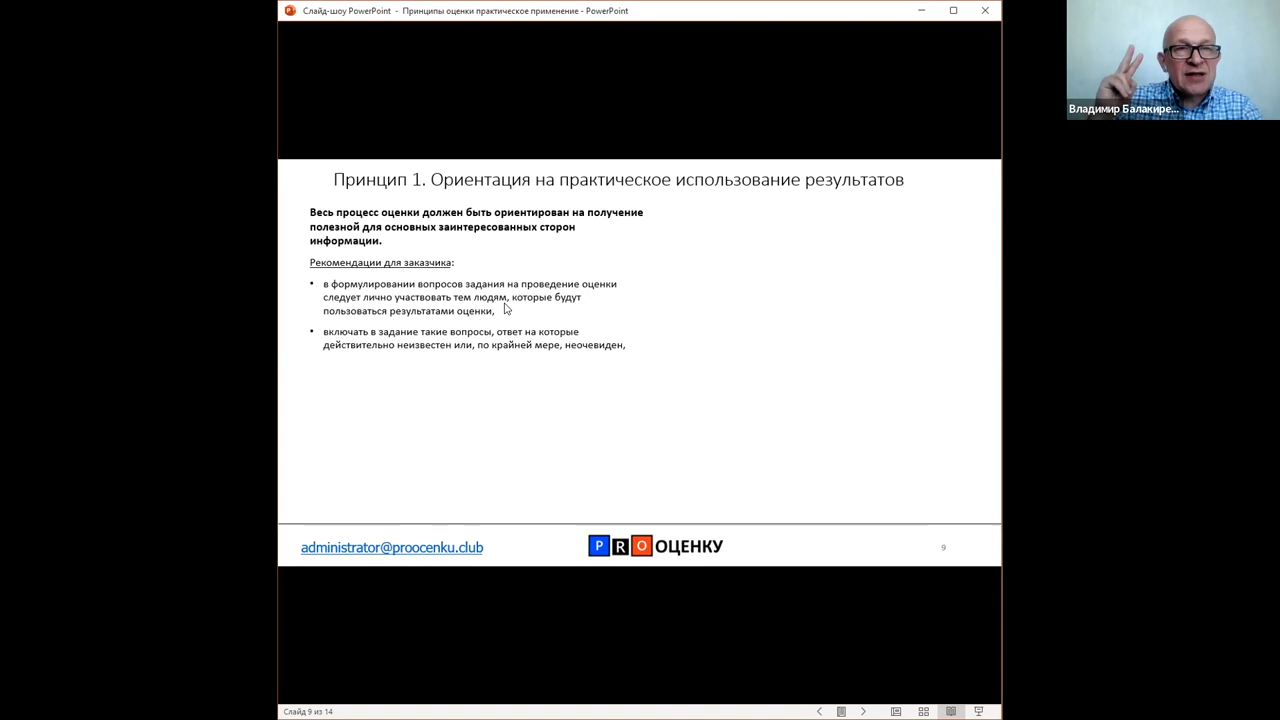 Слайд-шоу PowerPoint - Принципы оценки практическое применение - PowerPoint
Владимир Балакире...
Принцип 1. Ориентация на практическое использование результатов
Весь процесс оценки должен быть ориентирован на получение
полезной для основных заинтересованных сторон
информации.
Рекомендации для заказчика:
• в формулировании вопросов задания на проведение оценки
следует лично участвовать тем людям, которые будут
пользоваться результатами оценки,
• включать в задание такие вопросы, ответ на которые
действительно неизвестен или, по крайней мере, неочевиден,
administrator@proocenku.club
PRO ОЦЕНКУ
9
Слайд 9 из 14